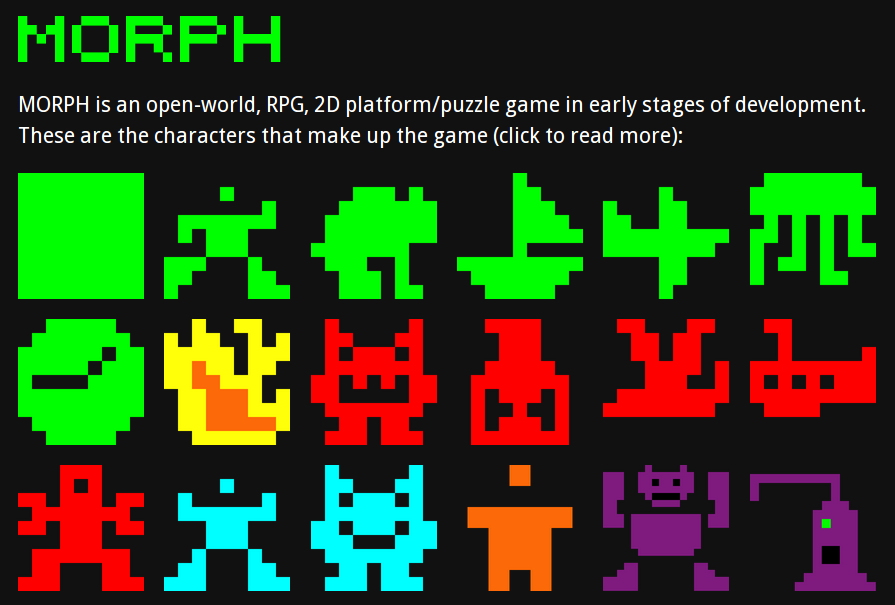 MORPH
MORPH is an open-world, RPG, 2D platform/puzzle game in early stages of development.
These are the characters that make up the game (click to read more):